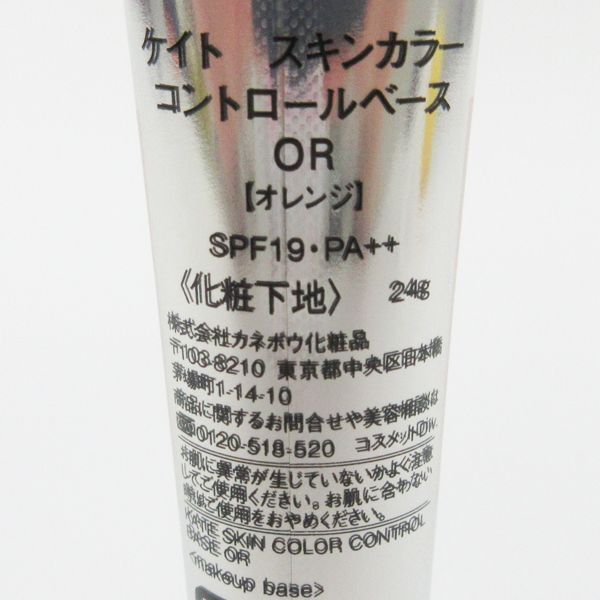 ケイト スキンカラー
コントロールベース
OR
【オレンジ】
SPF19・PA++
〈化粧下地〉 24g
株式会社カネボウ化粧品
〒103-8210 東京都中央区日本橋
茅場町1-14-10
商品に関するお問合せや美容相談は
☎0120-518-520 コスメットDiv.
お肌に異常が生じていないかよく注意
してご使用ください。お肌に合わない
時はご使用をおやめください。
KATE SKIN COLOR CONTROL
BASE OR
<makeup base>